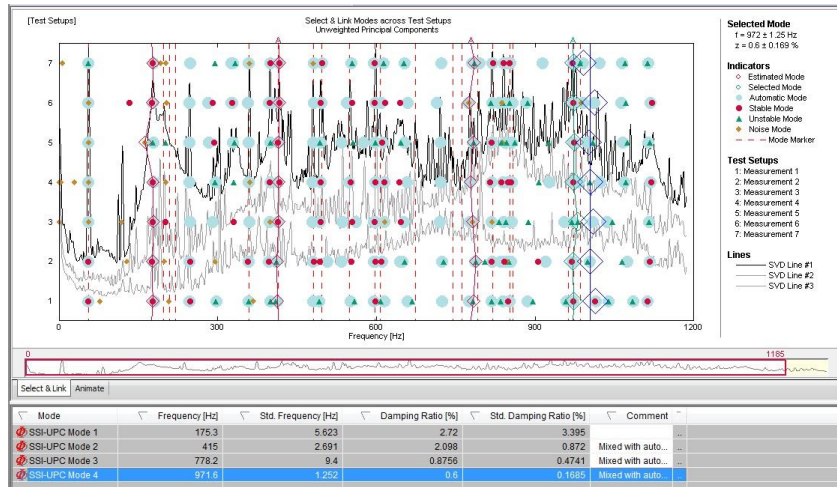 [Test Setups]
Select & Link Modes across Test Setups
Unweighted Principal Components
7
6
5
4
3
2
1
0
300
600
900
1200
Frequency [Hz]
Selected Mode
f = 972 ± 1.25 Hz
z = 0.6 ± 0.169 %
Indicators
Estimated Mode
Selected Mode
Automatic Mode
Stable Mode
Unstable Mode
Noise Mode
Mode Marker
Test Setups
1: Measurement 1
2: Measurement 2
3: Measurement 3
4: Measurement 4
5: Measurement 5
6: Measurement 6
7: Measurement 7
Lines
SVD Line #1
SVD Line #2
SVD Line #3
0 1185
Select & Link Animate
Mode Frequency [Hz] Std. Frequency [Hz] Damping Ratio [%] Std. Damping Ratio [%] Comment
SSI-UPC Mode 1 175.3 5.623 2.72 3.395 ...
SSI-UPC Mode 2 415 2.691 2.098 0.872 Mixed with auto... ...
SSI-UPC Mode 3 778.2 9.4 0.8756 0.4741 Mixed with auto... ...
SSI-UPC Mode 4 971.6 1.252 0.6 0.1685 Mixed with auto... ...